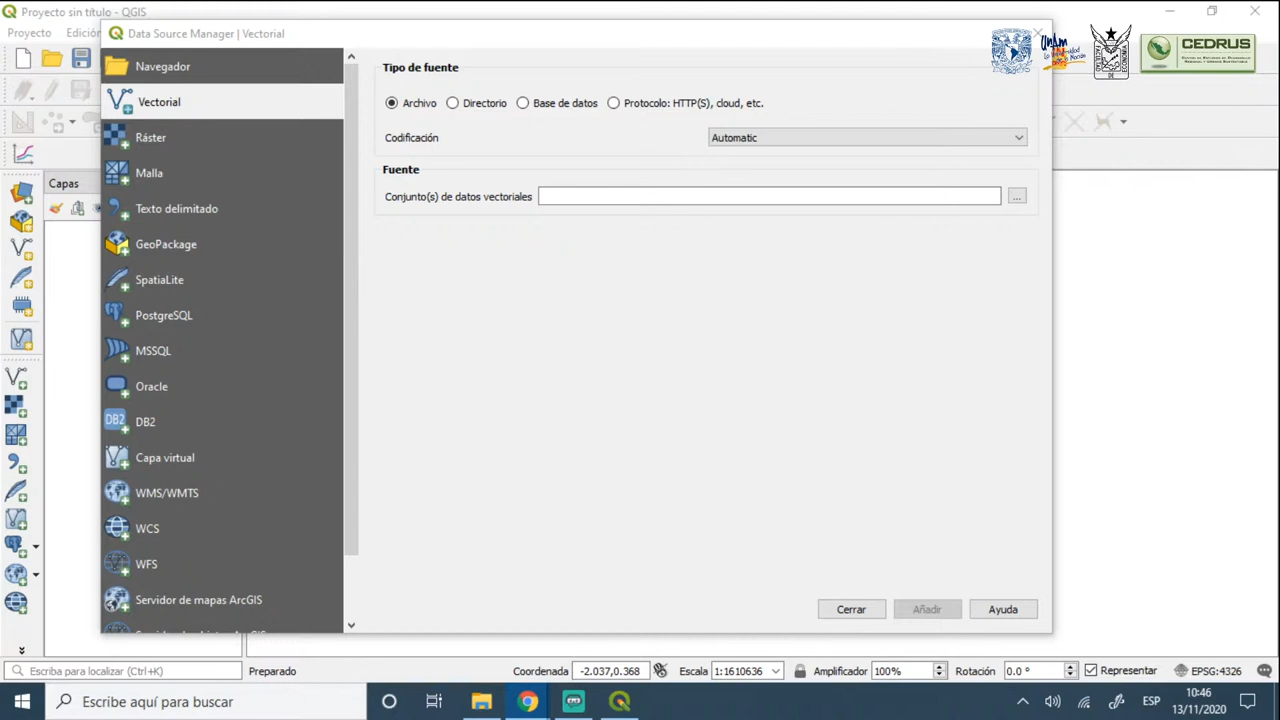 Proyecto sin título - QGIS
Proyecto
Edición
Data Source Manager | Vectorial
UNAM
CEDRUS
Navegador
Vectorial
Ráster
Malla
Texto delimitado
GeoPackage
SpatiaLite
PostgreSQL
MSSQL
Oracle
DB2
DB2
Capa virtual
WMS/WMTS
WCS
WFS
Servidor de mapas ArcGIS
Tipo de fuente
Archivo
Directorio
Base de datos
Protocolo: HTTP(S), cloud, etc.
Codificación
Automatic
Fuente
Conjunto(s) de datos vectoriales
...
Capas
Cerrar
Añadir
Ayuda
Escribe para localizar (Ctrl+K)
Preparado
Coordenada
-2.037,0.368
Escala
1:1610636
Amplificador
100%
Rotación
0.0 °
Representar
EPSG:4326
Escribe aquí para buscar
ESP
10:46
13/11/2020